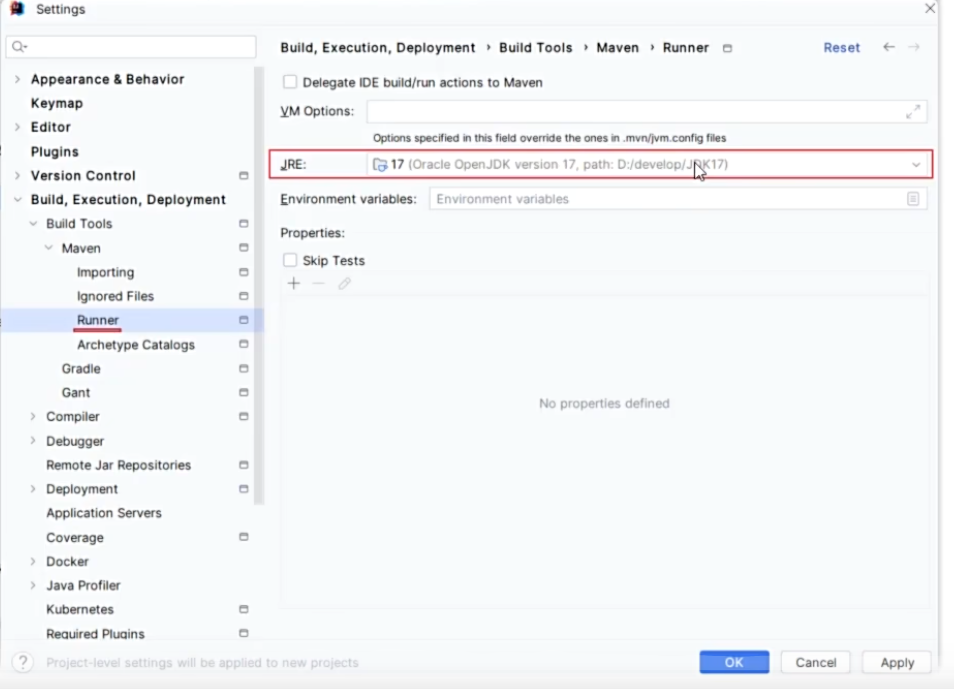 Settings
Build, Execution, Deployment › Build Tools › Maven › Runner
Reset
Appearance & Behavior
Keymap
Editor
Plugins
Version Control
Build, Execution, Deployment
Build Tools
Maven
Importing
Ignored Files
Runner
Archetype Catalogs
Gradle
Gant
Compiler
Debugger
Remote Jar Repositories
Deployment
Application Servers
Coverage
Docker
Java Profiler
Kubernetes
Required Plugins
Delegate IDE build/run actions to Maven
VM Options:
Options specified in this field override the ones in .mvn/jvm.config files
JRE: 17 (Oracle OpenJDK version 17, path: D:/develop/JDK17)
Environment variables: Environment variables
Properties:
Skip Tests
No properties defined
? Project-level settings will be applied to new projects
OK Cancel Apply